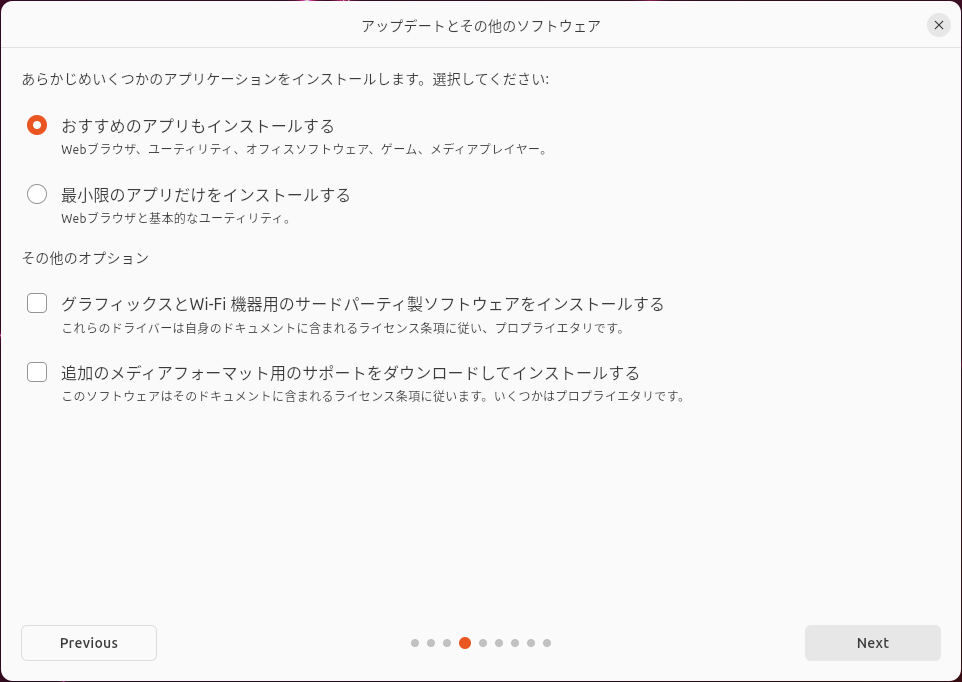 アップデートとその他のソフトウェア
あらかじめいくつかのアプリケーションをインストールします。選択してください:
おすすめのアプリもインストールする
Webブラウザ、ユーティリティ、オフィスソフトウェア、ゲーム、メディアプレイヤー。
最小限のアプリだけをインストールする
Webブラウザと基本的なユーティリティ。
その他のオプション
グラフィックスとWi-Fi 機器用のサードパーティ製ソフトウェアをインストールする
これらのドライバーは自身のドキュメントに含まれるライセンス条項に従い、プロプライエタリです。
追加のメディアフォーマット用のサポートをダウンロードしてインストールする
このソフトウェアはそのドキュメントに含まれるライセンス条項に従います。いくつかはプロプライエタリです。
Previous
Next